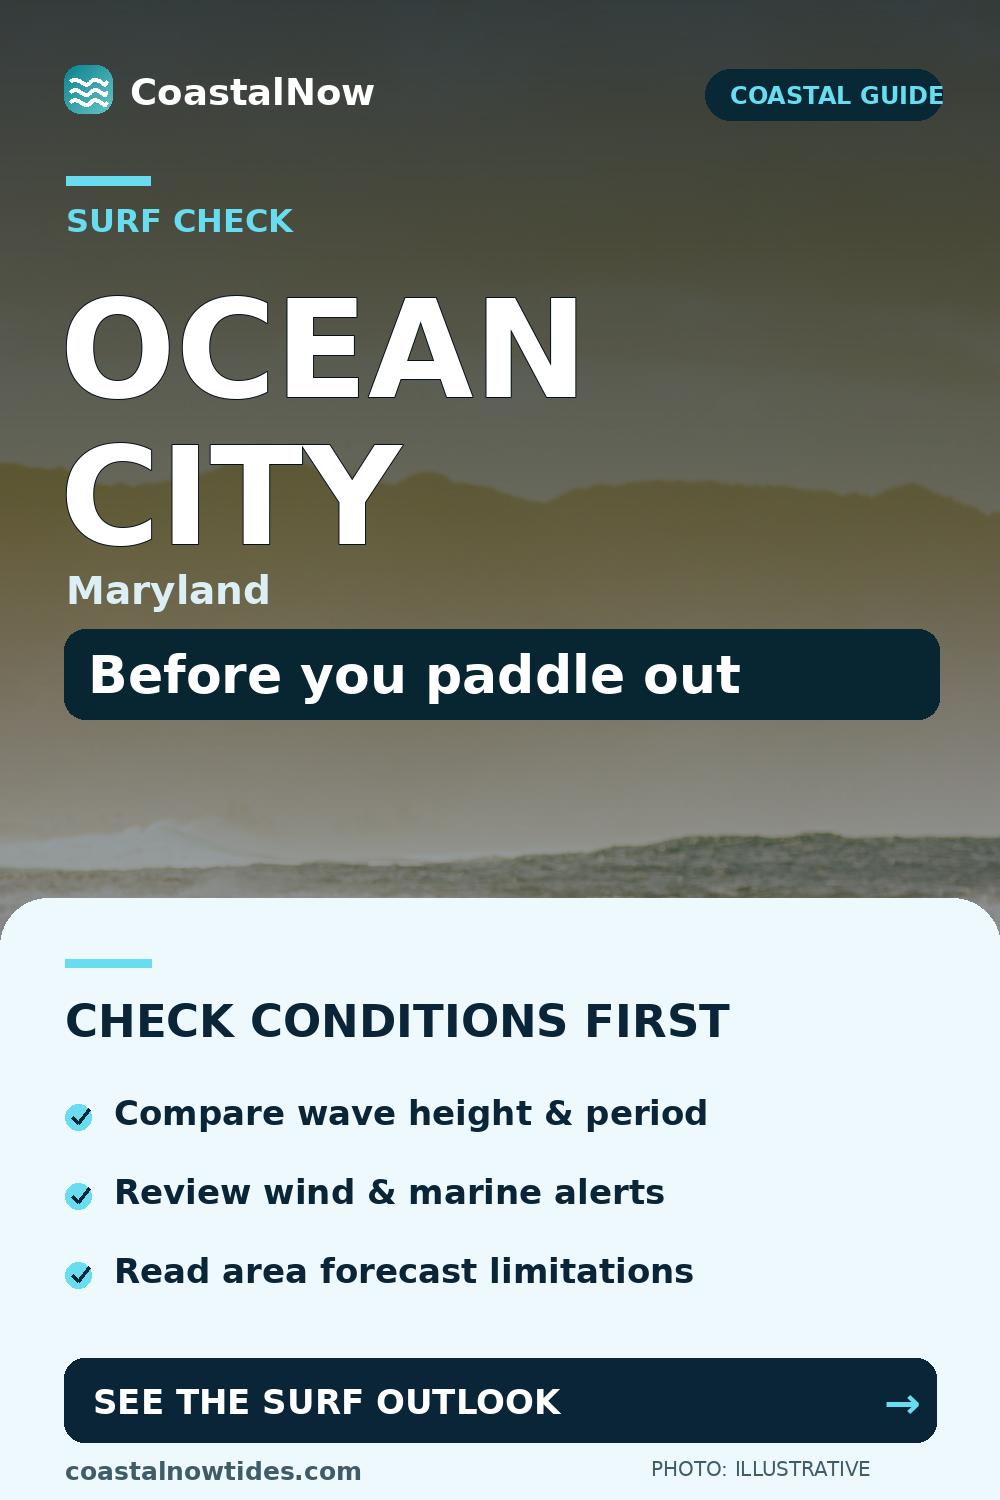 CoastalNow
COASTAL GUIDE
SURF CHECK
OCEAN
CITY
Maryland
Before you paddle out
CHECK CONDITIONS FIRST
Compare wave height & period
Review wind & marine alerts
Read area forecast limitations
SEE THE SURF OUTLOOK →
coastalnowtides.com
PHOTO: ILLUSTRATIVE